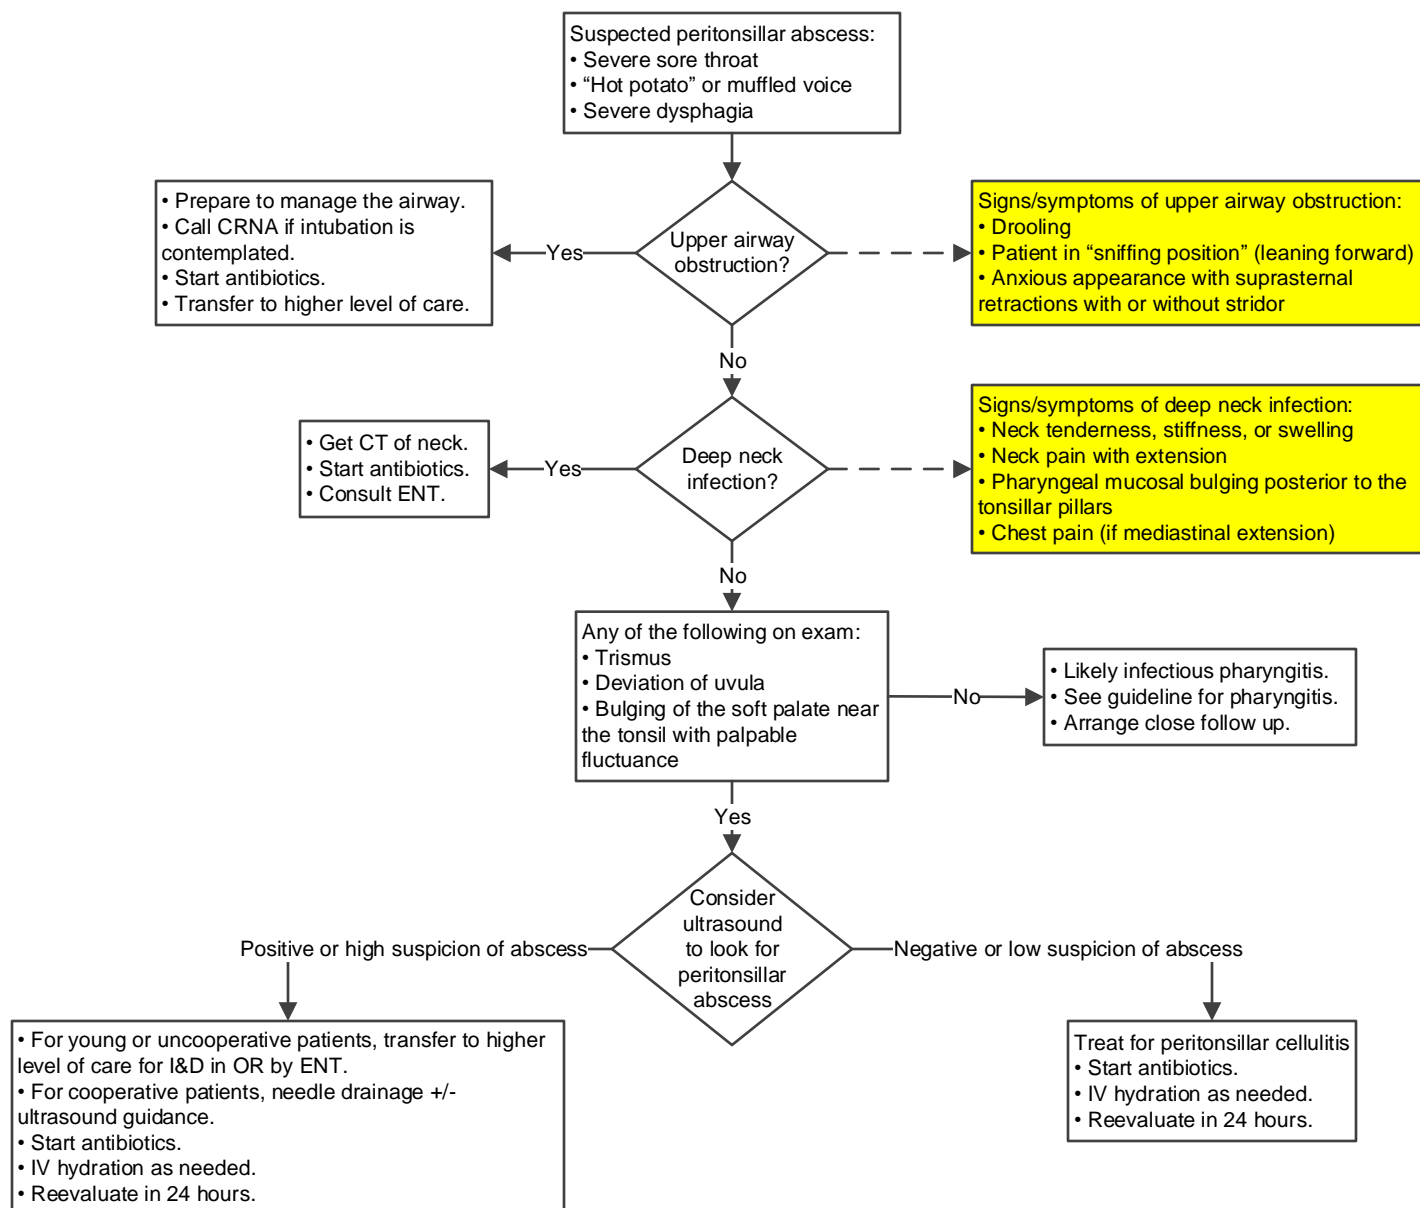 Suspected peritonsillar abscess:
• Severe sore throat
• “Hot potato” or muffled voice
• Severe dysphagia
• Prepare to manage the airway.
• Call CRNA if intubation is
contemplated.
• Start antibiotics.
• Transfer to higher level of care.
Yes
Upper airway
obstruction?
Signs/symptoms of upper airway obstruction:
• Drooling
• Patient in “sniffing position” (leaning forward)
• Anxious appearance with suprasternal
retractions with or without stridor
No
• Get CT of neck.
• Start antibiotics.
• Consult ENT.
Yes
Deep neck
infection?
Signs/symptoms of deep neck infection:
• Neck tenderness, stiffness, or swelling
• Neck pain with extension
• Pharyngeal mucosal bulging posterior to the
tonsillar pillars
• Chest pain (if mediastinal extension)
No
Any of the following on exam:
• Trismus
• Deviation of uvula
• Bulging of the soft palate near
the tonsil with palpable
fluctuance
No
• Likely infectious pharyngitis.
• See guideline for pharyngitis.
• Arrange close follow up.
Yes
Consider
ultrasound
to look for
peritonsillar
abscess
Positive or high suspicion of abscess
Negative or low suspicion of abscess
• For young or uncooperative patients, transfer to higher
level of care for I&D in OR by ENT.
• For cooperative patients, needle drainage +/-
ultrasound guidance.
• Start antibiotics.
• IV hydration as needed.
• Reevaluate in 24 hours.
Treat for peritonsillar cellulitis
• Start antibiotics.
• IV hydration as needed.
• Reevaluate in 24 hours.